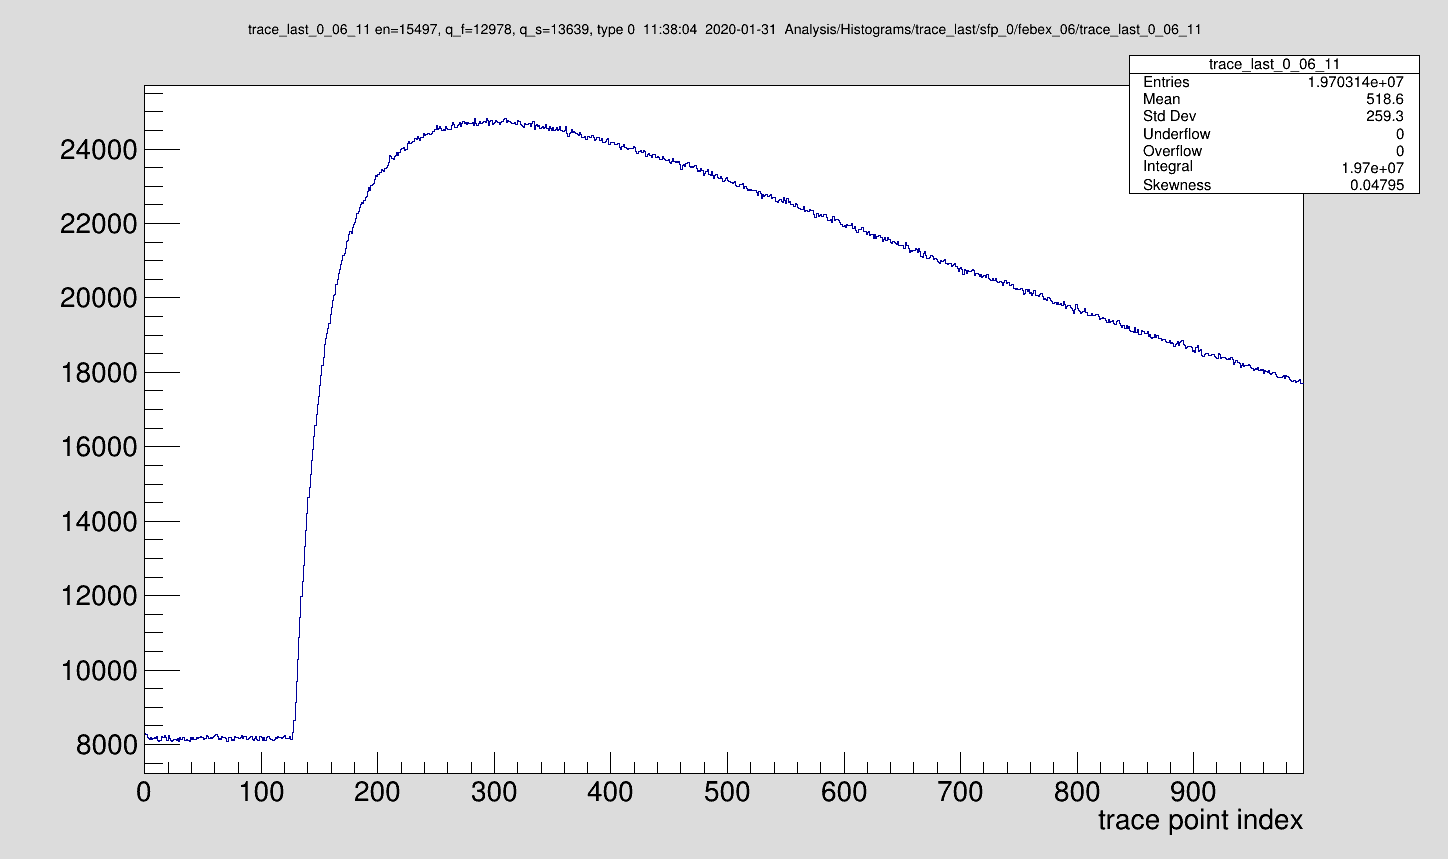 trace_last_0_06_11 en=15497, q_f=12978, q_s=13639, type 0  11:38:04  2020-01-31  Analysis/Histograms/trace_last/sfp_0/febex_06/trace_last_0_06_11
trace_last_0_06_11
Entries 1.970314e+07
Mean 518.6
Std Dev 259.3
Underflow 0
Overflow 0
Integral 1.97e+07
Skewness 0.04795
24000
22000
20000
18000
16000
14000
12000
10000
8000
0 100 200 300 400 500 600 700 800 900
trace point index